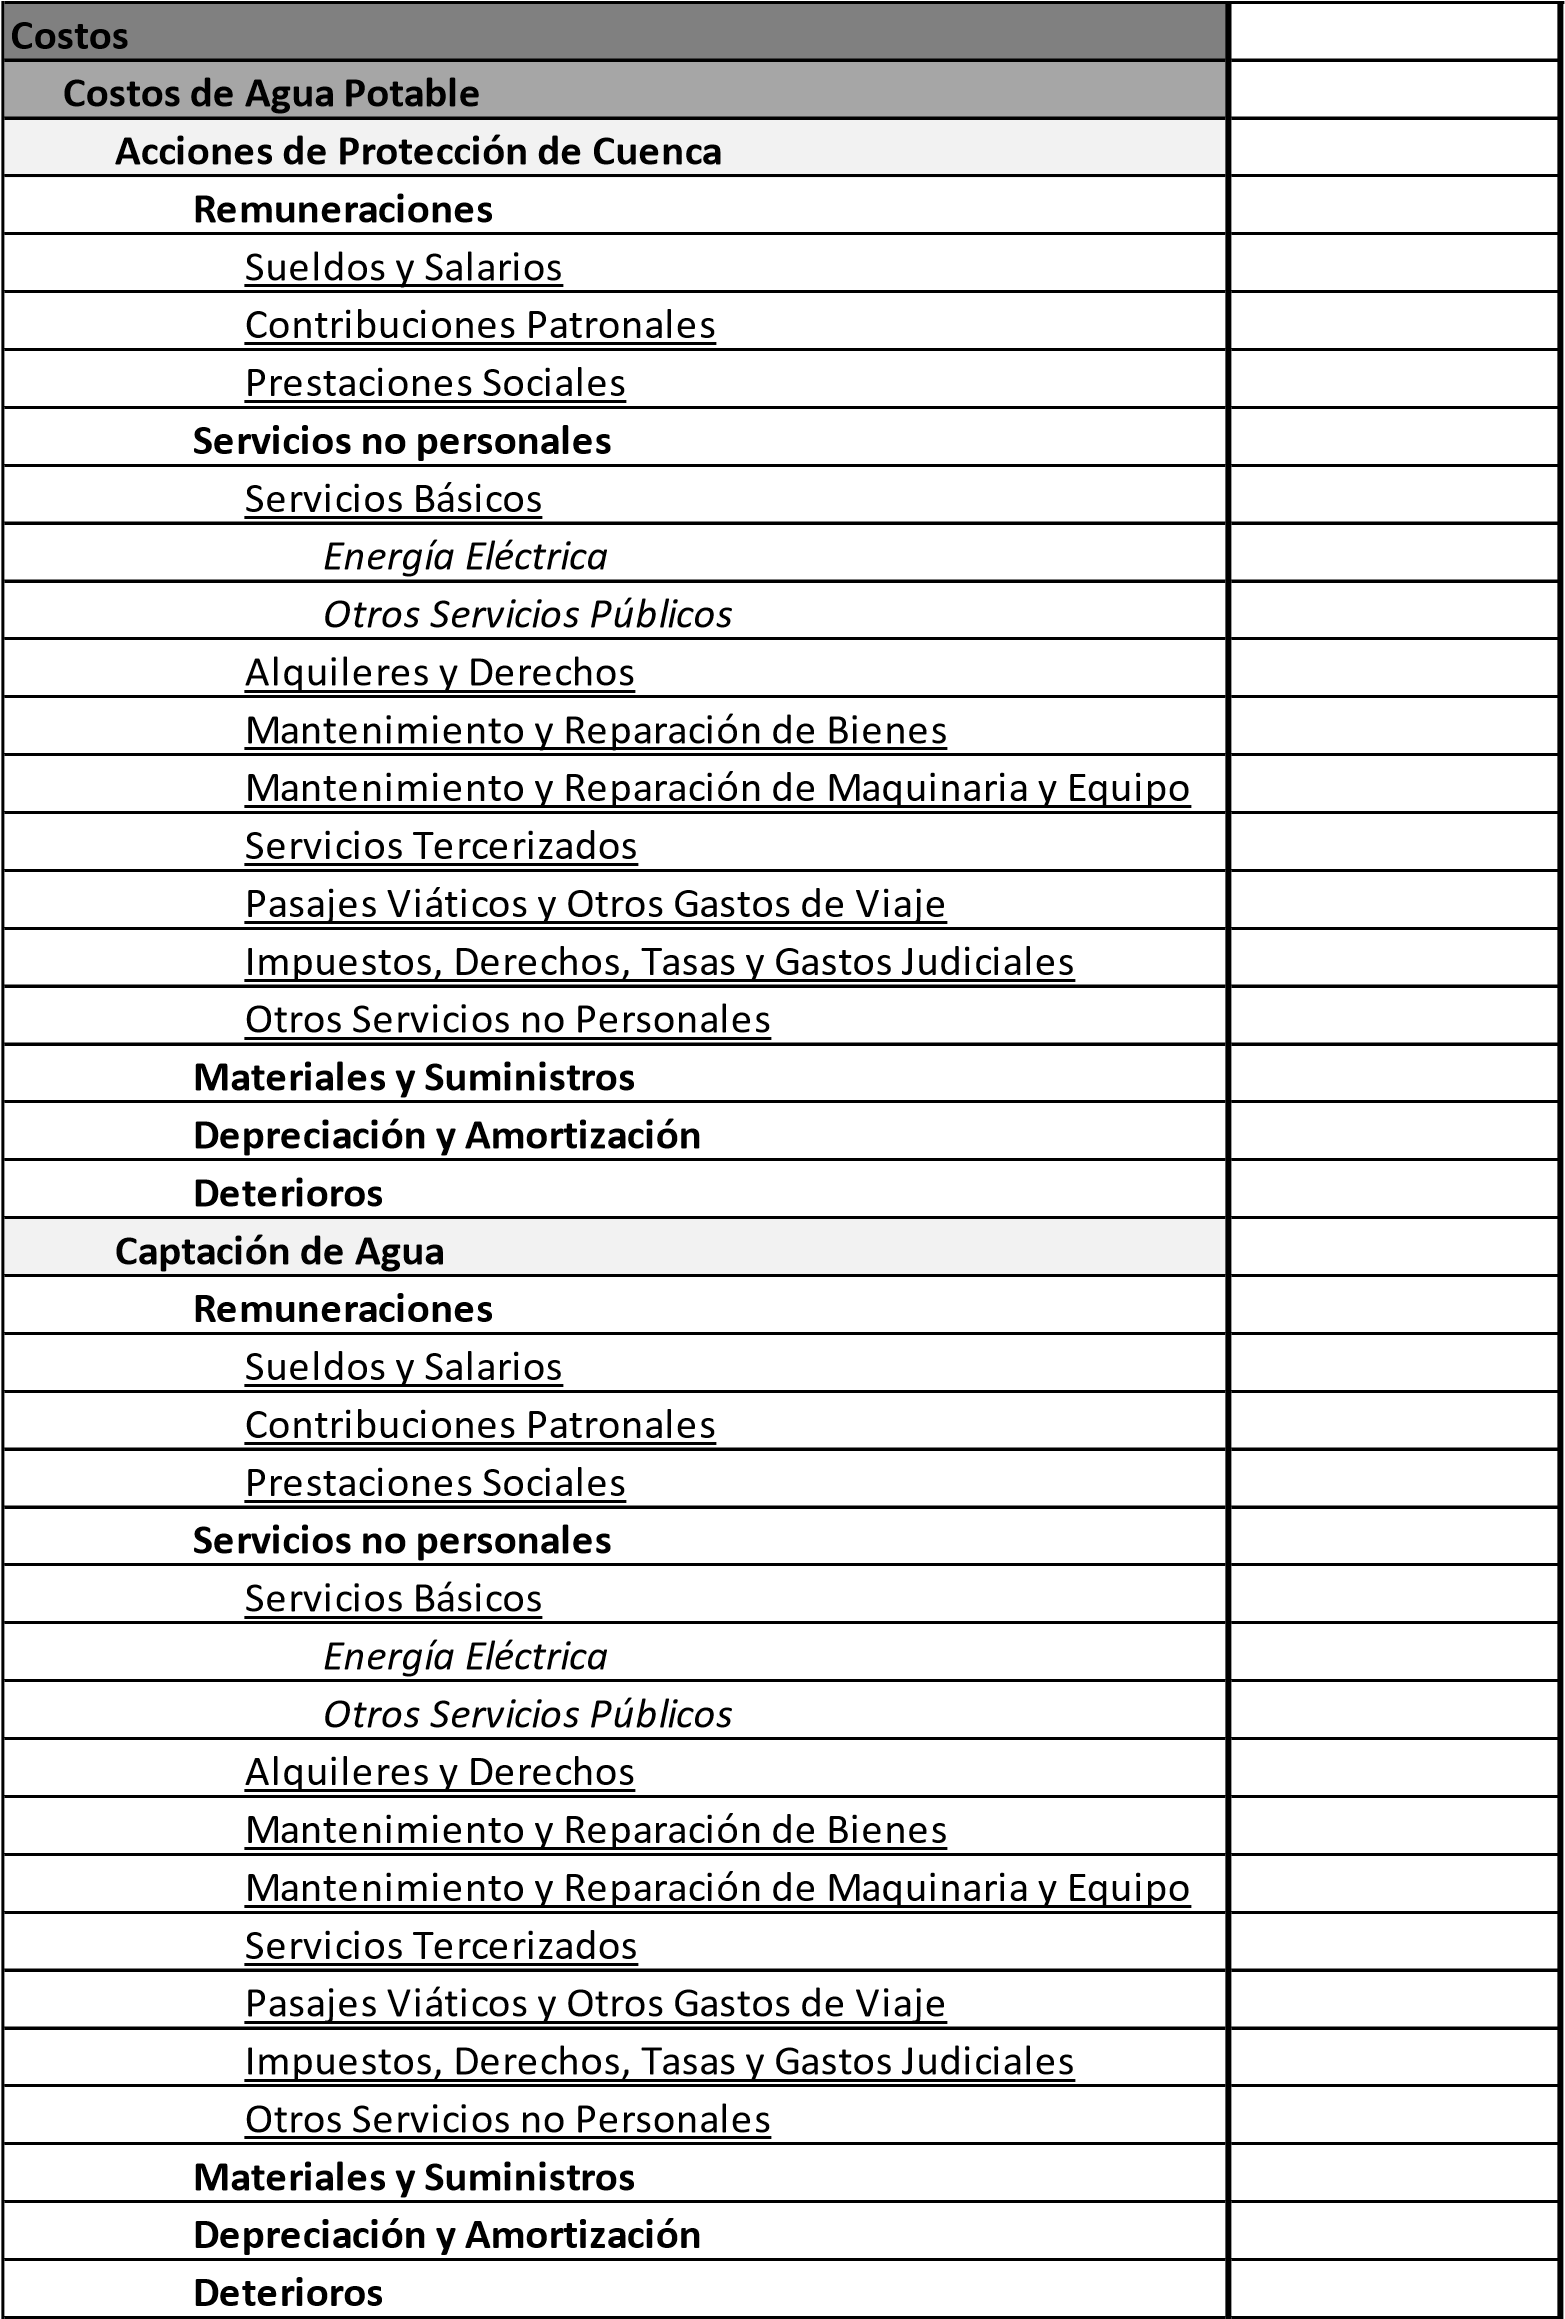 Costos
Costos de Agua Potable
Acciones de Protección de Cuenca
Remuneraciones
Sueldos y Salarios
Contribuciones Patronales
Prestaciones Sociales
Servicios no personales
Servicios Básicos
Energía Eléctrica
Otros Servicios Públicos
Alquileres y Derechos
Mantenimiento y Reparación de Bienes
Mantenimiento y Reparación de Maquinaria y Equipo
Servicios Tercerizados
Pasajes Viáticos y Otros Gastos de Viaje
Impuestos, Derechos, Tasas y Gastos Judiciales
Otros Servicios no Personales
Materiales y Suministros
Depreciación y Amortización
Deterioros
Captación de Agua
Remuneraciones
Sueldos y Salarios
Contribuciones Patronales
Prestaciones Sociales
Servicios no personales
Servicios Básicos
Energía Eléctrica
Otros Servicios Públicos
Alquileres y Derechos
Mantenimiento y Reparación de Bienes
Mantenimiento y Reparación de Maquinaria y Equipo
Servicios Tercerizados
Pasajes Viáticos y Otros Gastos de Viaje
Impuestos, Derechos, Tasas y Gastos Judiciales
Otros Servicios no Personales
Materiales y Suministros
Depreciación y Amortización
Deterioros